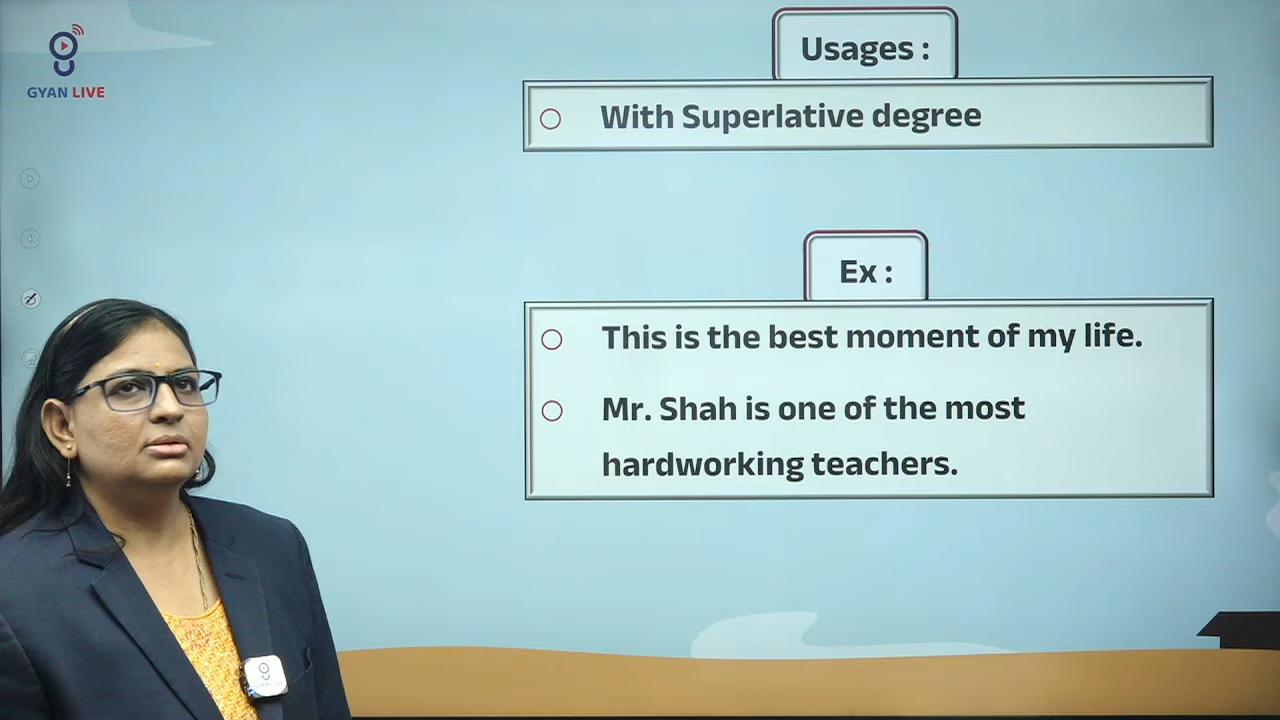 GYAN LIVE
Usages :
With Superlative degree
Ex :
This is the best moment of my life.
Mr. Shah is one of the most
hardworking teachers.